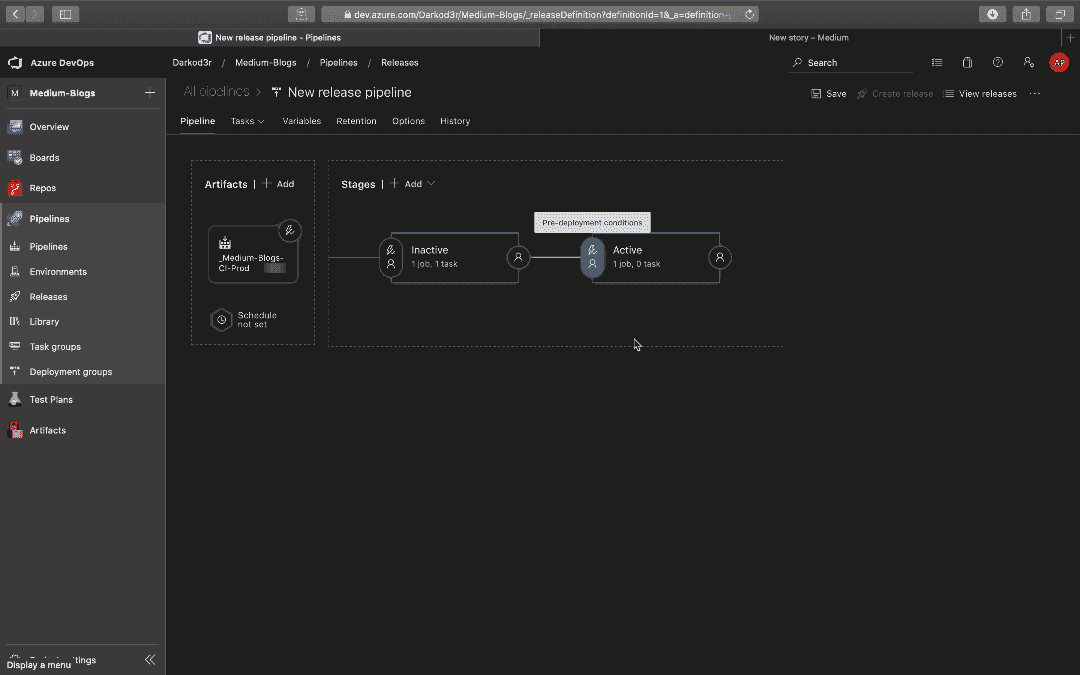 dev.azure.com/Darkod3r/Medium-Blogs/_releaseDefinition?definitionId=1&_a=definition-
New release pipeline - Pipelines
New story – Medium
Azure DevOps
Darkod3r / Medium-Blogs / Pipelines / Releases
Search
AP
M Medium-Blogs
All pipelines > New release pipeline
Save
Create release
View releases
Pipeline
Tasks
Variables
Retention
Options
History
Overview
Boards
Repos
Pipelines
Pipelines
Environments
Releases
Library
Task groups
Deployment groups
Test Plans
Artifacts
Artifacts | + Add
Stages | + Add
Pre-deployment conditions
_Medium-Blogs-
CI-Prod
Schedule
not set
Inactive
1 job, 1 task
Active
1 job, 0 task
Display a menu